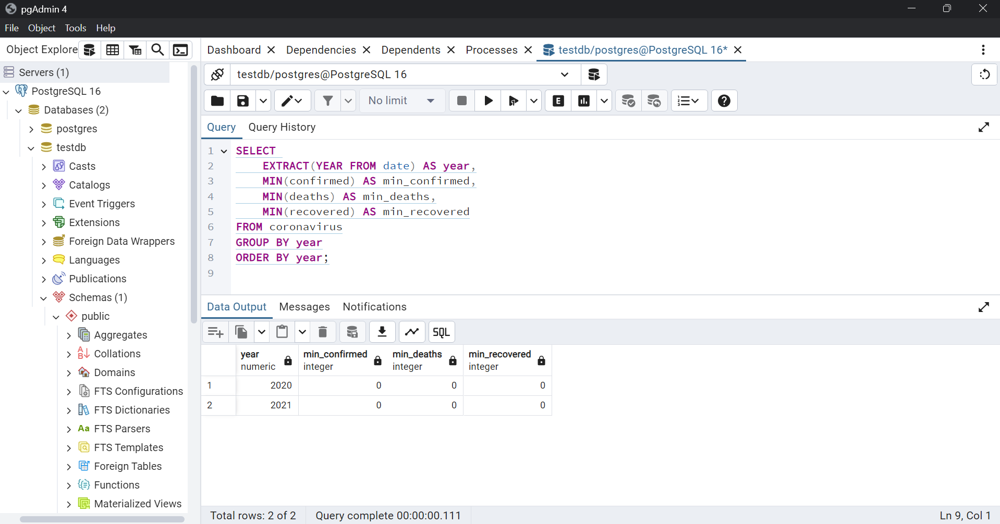 pgAdmin 4
File Object Tools Help
Object Explore
Dashboard Dependencies Dependents Processes testdb/postgres@PostgreSQL 16*
Servers (1)
PostgreSQL 16
Databases (2)
postgres
testdb
Casts
Catalogs
Event Triggers
Extensions
Foreign Data Wrappers
Languages
Publications
Schemas (1)
public
Aggregates
Collations
Domains
FTS Configurations
FTS Dictionaries
Aa FTS Parsers
FTS Templates
Foreign Tables
Functions
Materialized Views
testdb/postgres@PostgreSQL 16
No limit
E
Query Query History
1 SELECT
2 EXTRACT(YEAR FROM date) AS year,
3 MIN(confirmed) AS min_confirmed,
4 MIN(deaths) AS min_deaths,
5 MIN(recovered) AS min_recovered
6 FROM coronavirus
7 GROUP BY year
8 ORDER BY year;
9
Data Output Messages Notifications
SQL
year min_confirmed min_deaths min_recovered
numeric integer integer integer
1 2020 0 0 0
2 2021 0 0 0
Total rows: 2 of 2 Query complete 00:00:00.111 Ln 9, Col 1